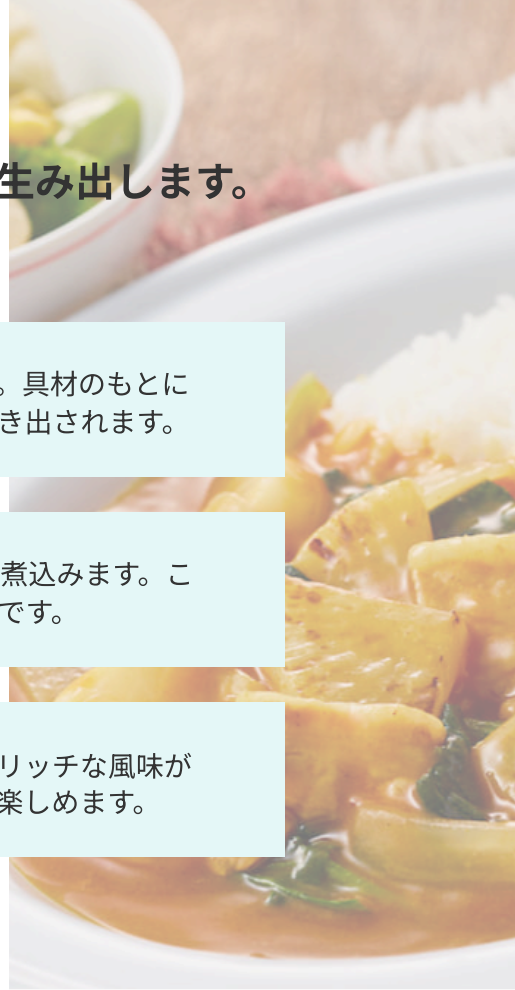 生み出します。
。具材のもとに
き出されます。
煮込みます。こ
です。
リッチな風味が
楽しめます。